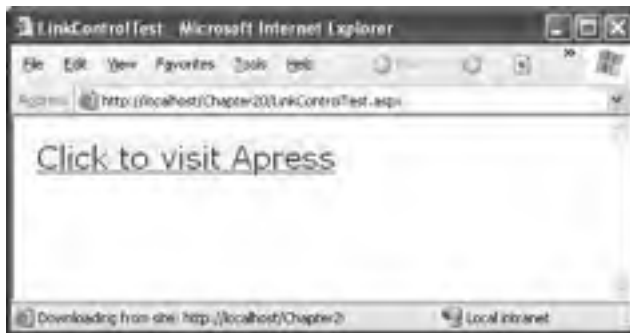 LinkControlTest - Microsoft Internet Explorer
File Edit View Favorites Tools Help
Address http://localhost/Chapter20/LinkControlTest.aspx
Click to visit Apress
Downloading from site: http://localhost/Chapter2 Local intranet